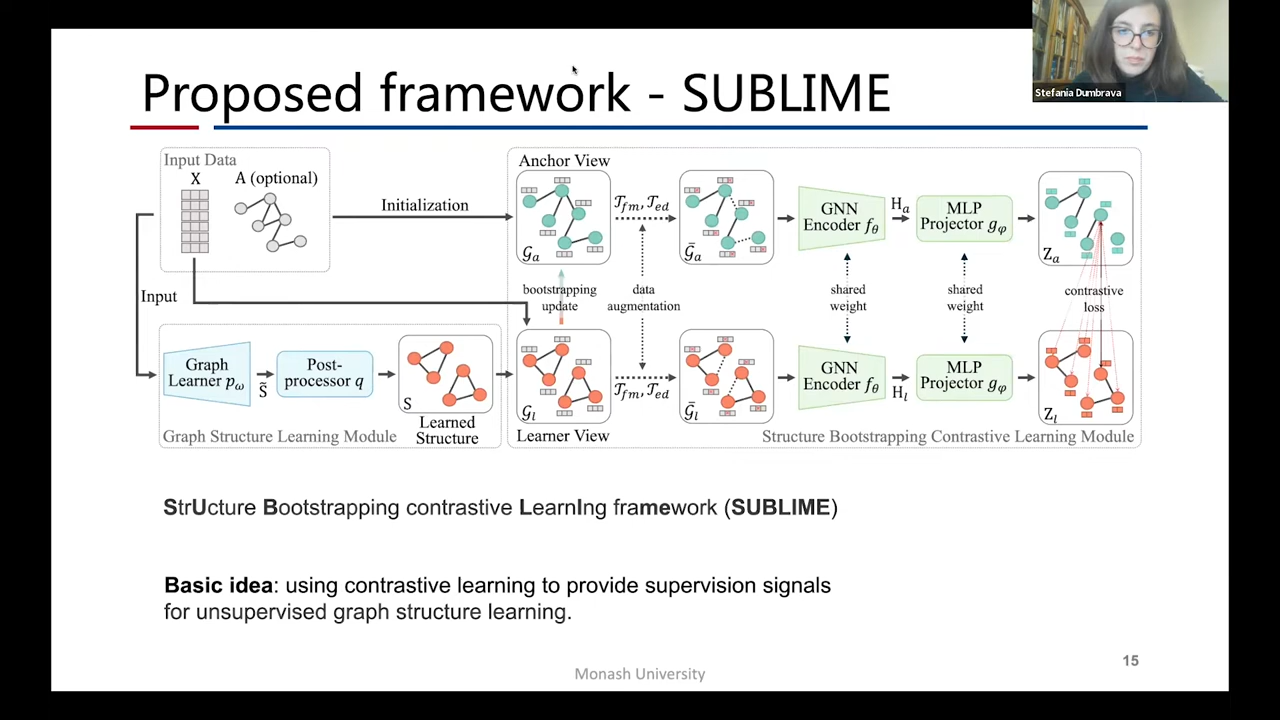 Proposed framework - SUBLIME
Stefania Dumbrava
Input Data
X
A (optional)
Initialization
Input
Graph
Learner pω
S̃
Post-
processor q
S
Learned
Structure
Graph Structure Learning Module
Anchor View
𝒢a
𝒯fm, 𝒯ed
𝒢̄a
GNN
Encoder fθ
Ha
MLP
Projector gφ
Za
bootstrapping
update
data
augmentation
shared
weight
shared
weight
contrastive
loss
𝒢l
Learner View
𝒯fm, 𝒯ed
𝒢̄l
GNN
Encoder fθ
Hl
MLP
Projector gφ
Zl
Structure Bootstrapping Contrastive Learning Module
StrUcture Bootstrapping contrastive LearnIng framework (SUBLIME)
Basic idea: using contrastive learning to provide supervision signals
for unsupervised graph structure learning.
15
Monash University